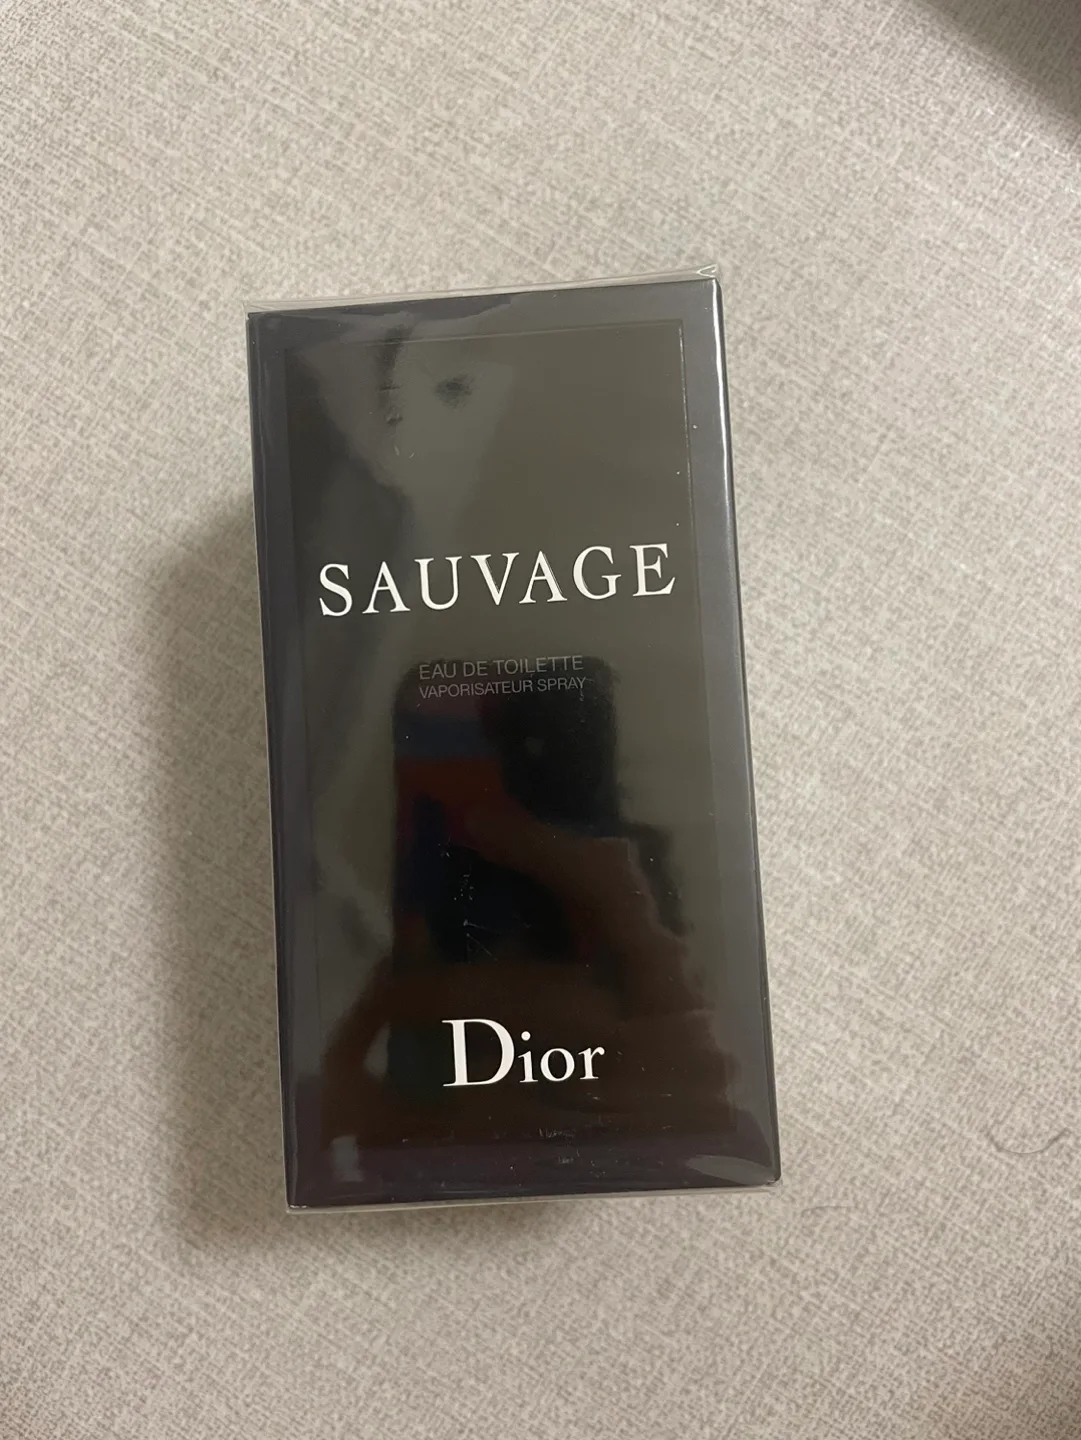 SAUVAGE
EAU DE TOILETTE
VAPORISATEUR SPRAY
Dior